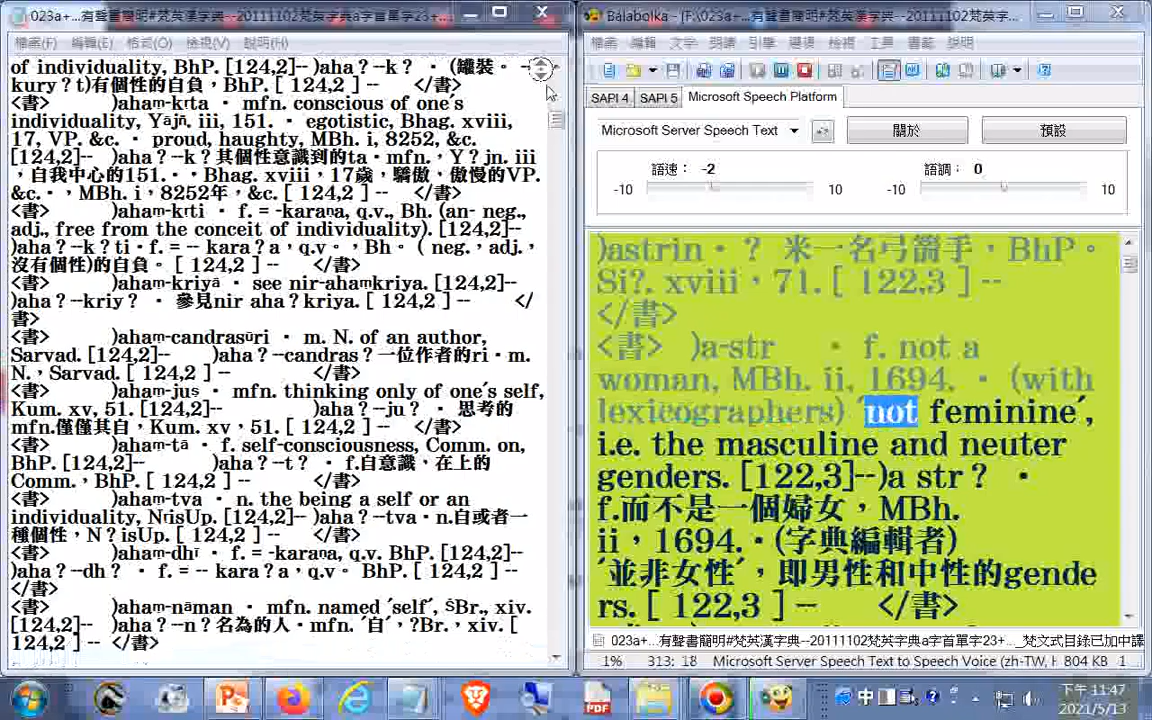 023a+...有聲書簡明#梵英漢字典--20111102梵英字典a字首單字23+...
檔案(F) 編輯(E) 格式(O) 檢視(V) 說明(H)
of individuality, BhP. [124,2]-- )aha?--k？ ‧ (罐裝。--
kury？t)有個性的自負，BhP. [ 124,2 ] -- </書>
<書> )ahaṃ-kṛta ‧ mfn. conscious of one's
individuality, Yājñ. iii, 151. ‧ egotistic, Bhag. xviii,
17, VP. &c. ‧ proud, haughty, MBh. i, 8252, &c.
[124,2]-- )aha？--k？其個性意識到的ta‧mfn.，Y？jn. iii
，自我中心的151.‧‧Bhag. xviii，17歲，驕傲，傲慢的VP.
&c.‧，MBh. i，8252年，&c. [ 124,2 ] -- </書>
<書> )ahaṃ-kṛti ‧ f. = -karaṇa, q.v., Bh. (an- neg.,
adj., free from the conceit of individuality). [124,2]--
)aha？--k？ti‧f. = -- kara？a，q.v。，Bh。 ( neg.，adj.，
沒有個性)的自負。 [ 124,2 ] -- </書>
<書> )ahaṃ-kriyā ‧ see nir-ahaṃkriya. [124,2]--
)aha？--kriy？ ‧ 參見nir aha？kriya. [ 124,2 ] -- </
書>
<書> )ahaṃ-candrasūri ‧ m. N. of an author,
Sarvad. [124,2]-- )aha？--candras？一位作者的ri‧m.
N.，Sarvad. [ 124,2 ] -- </書>
<書> )ahaṃ-jus ‧ mfn. thinking only of one's self,
Kum. xv, 51. [124,2]-- )aha？--ju？‧ 思考的
mfn.僅僅其自，Kum. xv，51. [ 124,2 ] -- </書>
<書> )ahaṃ-tā ‧ f. self-consciousness, Comm. on,
BhP. [124,2]-- )aha？--t？ ‧ f.自意識，在上的
Comm.，BhP. [ 124,2 ] -- </書>
<書> )ahaṃ-tva ‧ n. the being a self or an
individuality, NṛisUp. [124,2]-- )aha？--tva‧n.自或者一
種個性，N？isUp. [ 124,2 ] -- </書>
<書> )ahaṃ-dhī ‧ f. = -karaṇa, q.v. BhP. [124,2]--
)aha？--dh？ ‧ f. = -- kara？a，q.v。 BhP. [ 124,2 ] --
</書>
<書> )ahaṃ-nāman ‧ mfn. named 'self', ŚBr., xiv.
[124,2]-- )aha？--n？名為的人‧mfn. '自'，?Br.，xiv. [
124,2 ] -- </書>
Balabolka - [F:\023a+...有聲書簡明#梵英漢字典--20111102梵英字...
檔案 編輯 文字 朗讀 引擎 選項 檢視 工具 書籤 說明
SAPI 4 SAPI 5 Microsoft Speech Platform
Microsoft Server Speech Text 關於 預設
語速： -2 語調： 0
-10 10 -10 10
)astrin‧？ 米一名弓箭手，BhP。
Si?. xviii，71. [ 122,3 ] --
</書>
<書> )a-str ‧ f. not a
woman, MBh. ii, 1694. ‧ (with
lexicographers) 'not feminine',
i.e. the masculine and neuter
genders. [122,3]--)a str？ ‧
f.而不是一個婦女，MBh.
ii，1694.‧(字典編輯者)
'並非女性'，即男性和中性的gende
rs. [ 122,3 ] -- </書>
023a+...有聲書簡明#梵英漢字典--20111102梵英字典a字首單字23+..._梵文式目錄已加中譯
1% 313: 18 Microsoft Server Speech Text to Speech Voice (zh-TW, H 804 KB 1
中
下午 11:47
2021/5/13